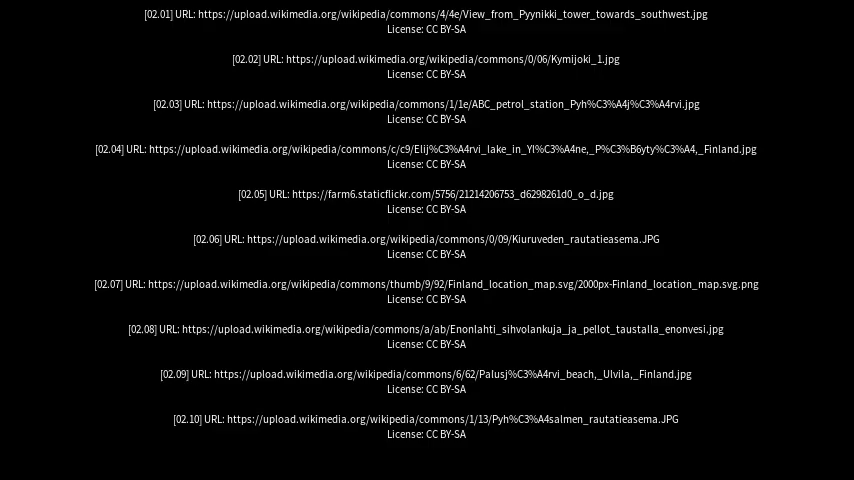 [02.01] URL: https://upload.wikimedia.org/wikipedia/commons/4/4e/View_from_Pyynikki_tower_towards_southwest.jpg
License: CC BY-SA
[02.02] URL: https://upload.wikimedia.org/wikipedia/commons/0/06/Kymijoki_1.jpg
License: CC BY-SA
[02.03] URL: https://upload.wikimedia.org/wikipedia/commons/1/1e/ABC_petrol_station_Pyh%C3%A4j%C3%A4rvi.jpg
License: CC BY-SA
[02.04] URL: https://upload.wikimedia.org/wikipedia/commons/c/c9/Elij%C3%A4rvi_lake_in_Yl%C3%A4ne,_P%C3%B6yty%C3%A4,_Finland.jpg
License: CC BY-SA
[02.05] URL: https://farm6.staticflickr.com/5756/21214206753_d6298261d0_o_d.jpg
License: CC BY-SA
[02.06] URL: https://upload.wikimedia.org/wikipedia/commons/0/09/Kiuruveden_rautatieasema.JPG
License: CC BY-SA
[02.07] URL: https://upload.wikimedia.org/wikipedia/commons/thumb/9/92/Finland_location_map.svg/2000px-Finland_location_map.svg.png
License: CC BY-SA
[02.08] URL: https://upload.wikimedia.org/wikipedia/commons/a/ab/Enonlahti_sihvolankuja_ja_pellot_taustalla_enonvesi.jpg
License: CC BY-SA
[02.09] URL: https://upload.wikimedia.org/wikipedia/commons/6/62/Palusj%C3%A4rvi_beach,_Ulvila,_Finland.jpg
License: CC BY-SA
[02.10] URL: https://upload.wikimedia.org/wikipedia/commons/1/13/Pyh%C3%A4salmen_rautatieasema.JPG
License: CC BY-SA